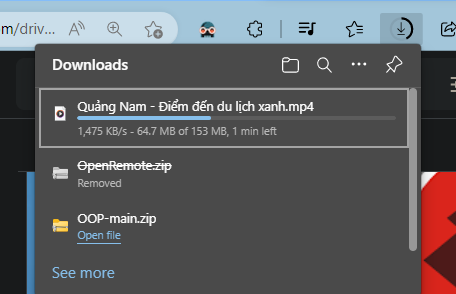 m/driv...
Downloads
Quảng Nam - Điểm đến du lịch xanh.mp4
1,475 KB/s - 64.7 MB of 153 MB, 1 min left
OpenRemote.zip
Removed
OOP-main.zip
Open file
See more